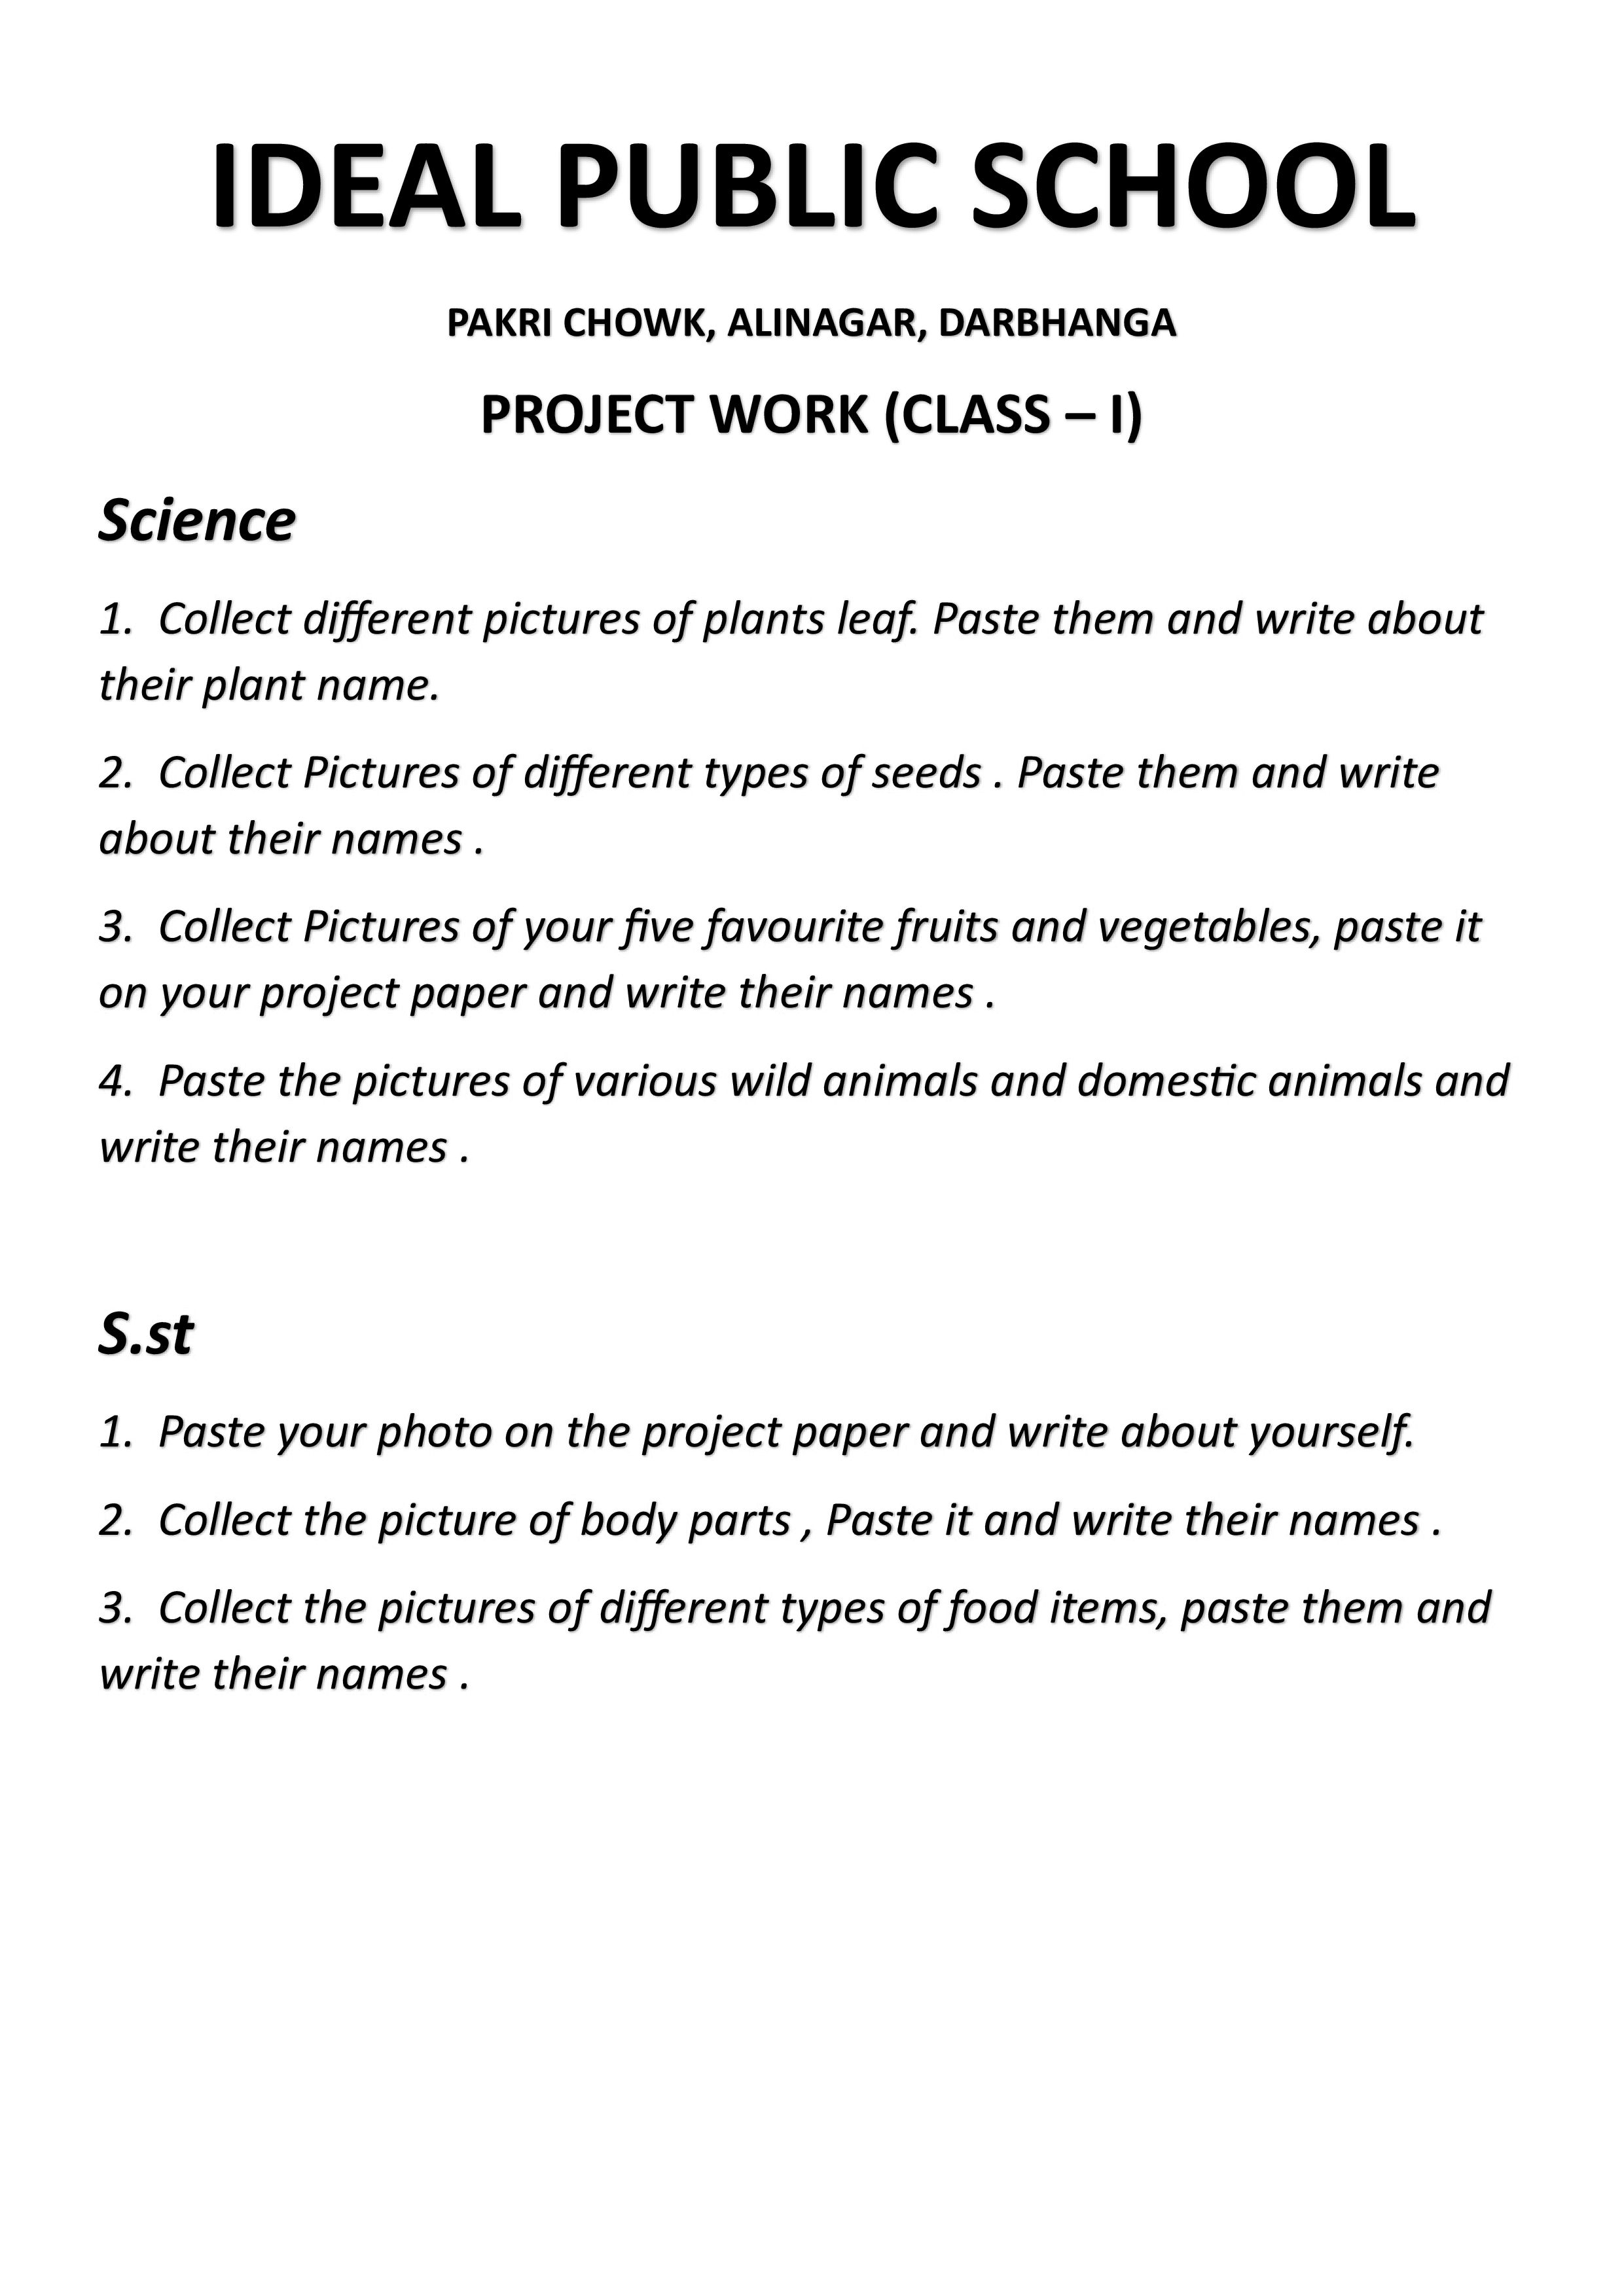 IDEAL PUBLIC SCHOOL
PAKRI CHOWK, ALINAGAR, DARBHANGA
PROJECT WORK (CLASS – I)
Science
1. Collect different pictures of plants leaf. Paste them and write about
their plant name.
2. Collect Pictures of different types of seeds . Paste them and write
about their names .
3. Collect Pictures of your five favourite fruits and vegetables, paste it
on your project paper and write their names .
4. Paste the pictures of various wild animals and domestic animals and
write their names .
S.st
1. Paste your photo on the project paper and write about yourself.
2. Collect the picture of body parts , Paste it and write their names .
3. Collect the pictures of different types of food items, paste them and
write their names .